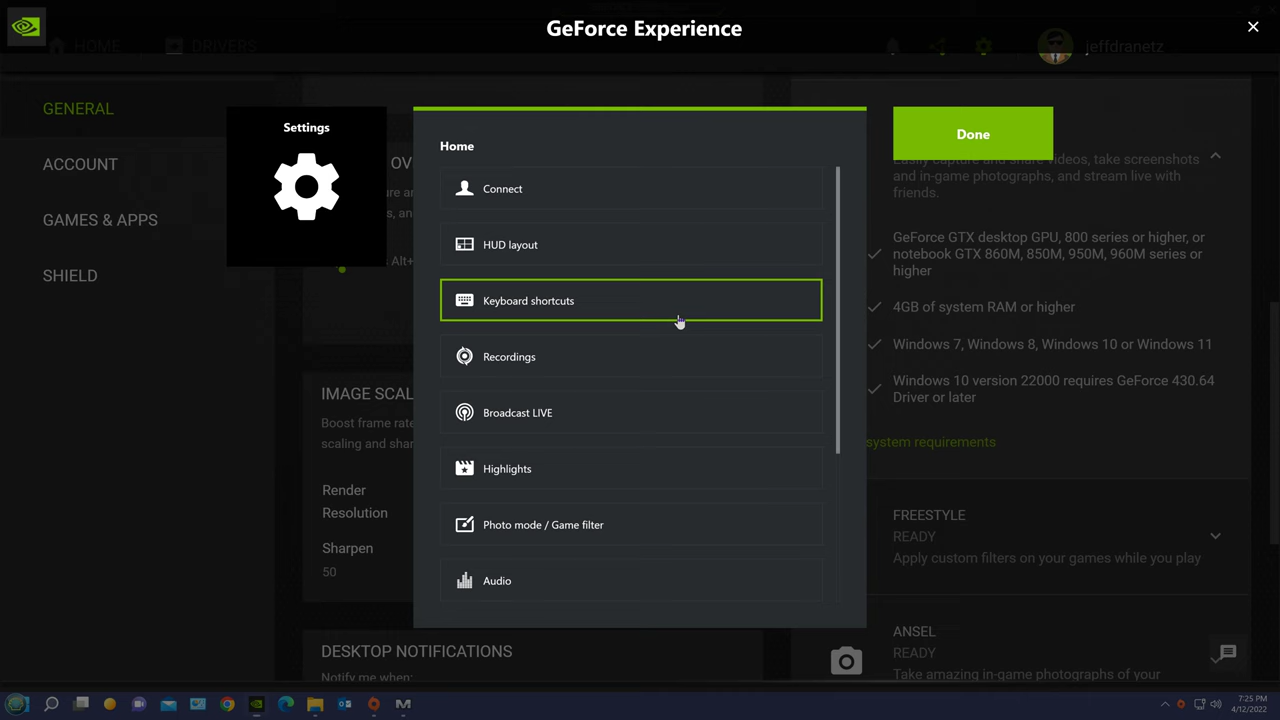 GeForce Experience
HOME
DRIVERS
jeffdranetz
GENERAL
ACCOUNT
GAMES & APPS
SHIELD
Settings
Home
Connect
HUD layout
Keyboard shortcuts
Recordings
Broadcast LIVE
Highlights
Photo mode / Game filter
Audio
Done
OV
and
Alt+
IMAGE SCAL
Boost frame rate
scaling and shar
Render
Resolution
Sharpen
50
DESKTOP NOTIFICATIONS
Notify me when:
Easily capture and share videos, take screenshots
and in-game photographs, and stream live with
friends.
GeForce GTX desktop GPU, 800 series or higher, or
notebook GTX 860M, 850M, 950M, 960M series or
higher
4GB of system RAM or higher
Windows 7, Windows 8, Windows 10 or Windows 11
Windows 10 version 22000 requires GeForce 430.64
Driver or later
system requirements
FREESTYLE
READY
Apply custom filters on your games while you play
ANSEL
READY
Take amazing in-game photographs of your
7:25 PM
4/12/2022